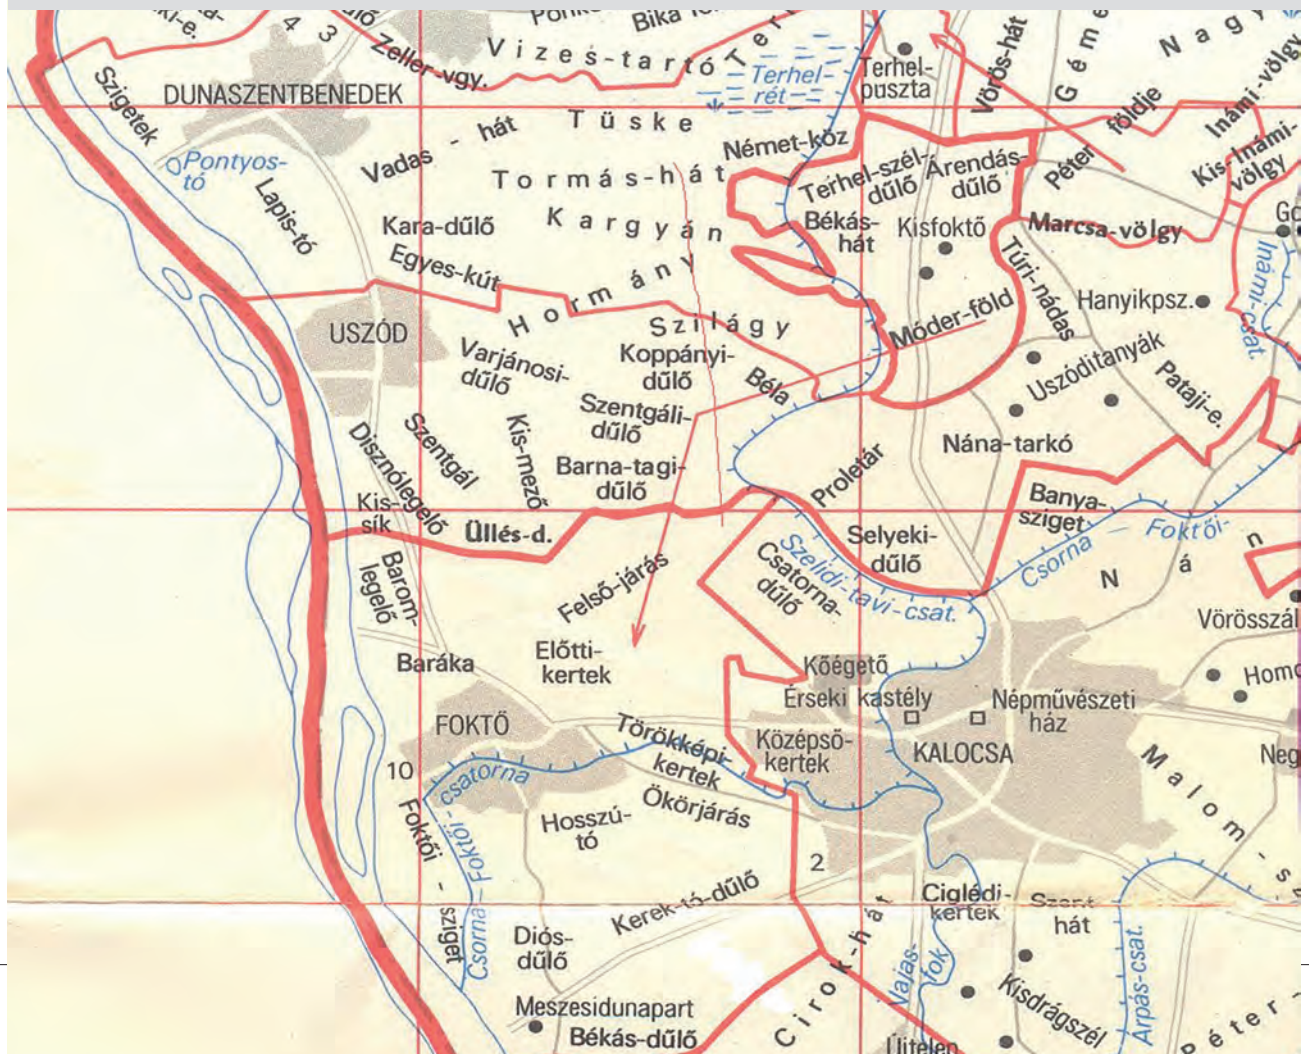 4
3
Zeller-vgy.
Vizes-tartó
Bika
Terhel-
rét
Terhel-
puszta
Vörös-hát
Szigetek
DUNASZENTBENEDEK
Vadas - hát
Tüske
Német-köz
Péter
földje
Inámi-völgy
Kis-Inámi-
völgy
Pontyos-
tó
Lapis-tó
Tormás-hát
Kargyán
Hormány
Kara-dűlő
Egyes-kút
Terhel-szél-
dűlő
Árendás-
dűlő
Békás-
hát
Kisfoktő
Marcsa-völgy
Túri-nádas
Hanyikpsz.
Inámi-csat.
USZÓD
Varjánosi-
dűlő
Szilágy
Koppányi-
dűlő
Béla
Móder-föld
Uszóditanyák
Pataji-e.
Szentgáli-
dűlő
Szentgál
Kis-mező
Disznólegelő
Barna-tagi-
dűlő
Proletár
Nána-tarkó
Kis-
sík
Üllés-d.
Selyeki-
dűlő
Banya-
sziget
Csorna - Foktői-
Ná n
Barom-
legelő
Felső-járás
Csatorna-
dűlő
Szelidi-tavi-csat.
Vörösszál
Baráka
Előtti-
kertek
Kőégető
Érseki kastély
Népművészeti
ház
FOKTŐ
Törökképi-
kertek
Középső-
kertek
KALOCSA
10
csatorna
Foktői - sziget
Csorna - Foktői-
Hosszú-
tó
Ökörjárás
2
Kerek-tó-dűlő
Cirok-hát
Ciglédi-
kertek
Szent
hát
Diós-
dűlő
Vajas-
fok
Kisdrágszél
Árpás-csat.
Meszesidunapart
Békás-dűlő
Péter-